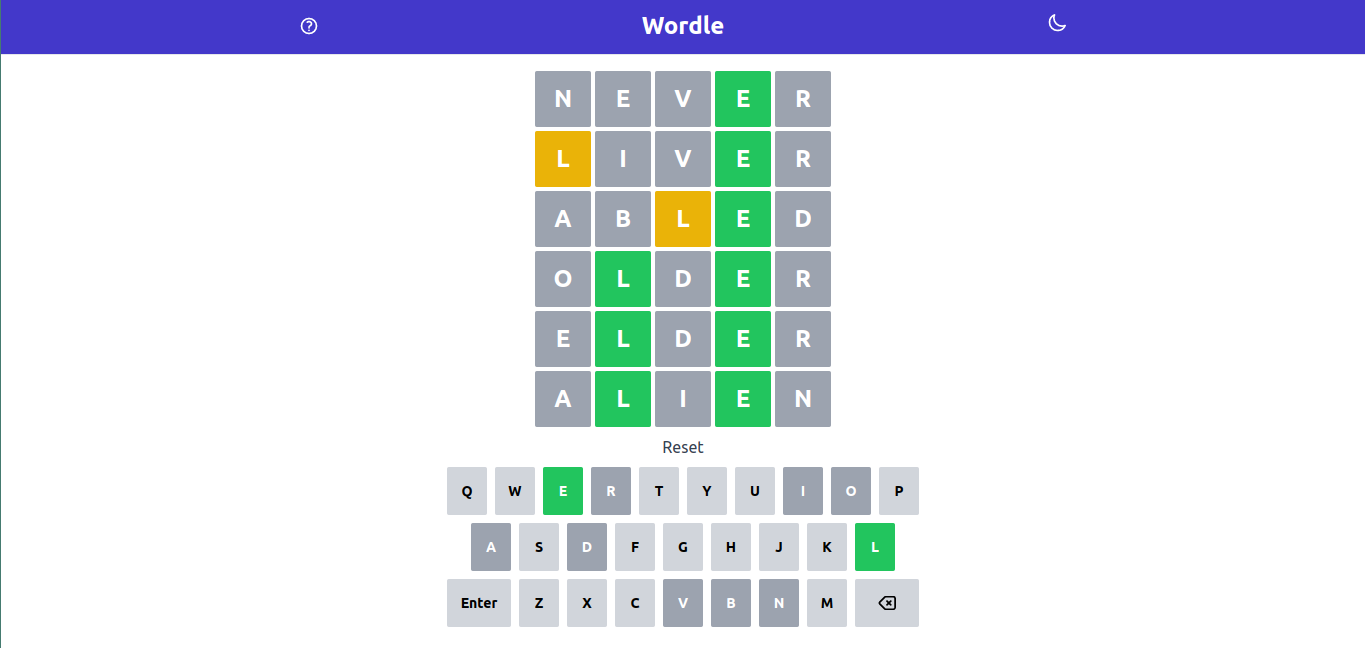 Wordle
N E V E R
L I V E R
A B L E D
O L D E R
E L D E R
A L I E N
Reset
Q W E R T Y U I O P
A S D F G H J K L
Enter Z X C V B N M